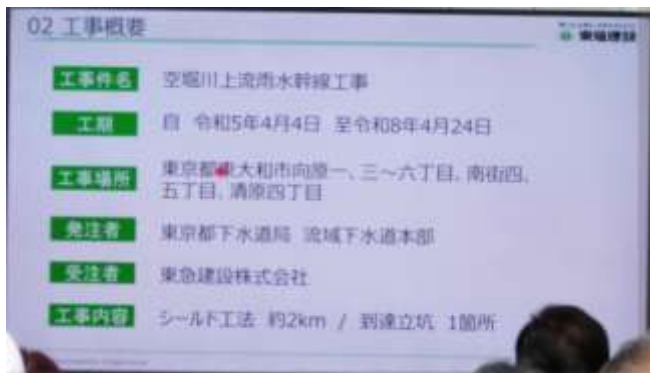 02 工事概要
東急建設
工事件名 空堀川上流雨水幹線工事
工期 自 令和5年4月4日 至令和8年4月24日
工事場所 東京都東大和市向原一、三～六丁目、南街四、
五丁目、清原四丁目
発注者 東京都下水道局 流域下水道本部
受注者 東急建設株式会社
工事内容 シールド工法 約2km / 到達立坑 1箇所